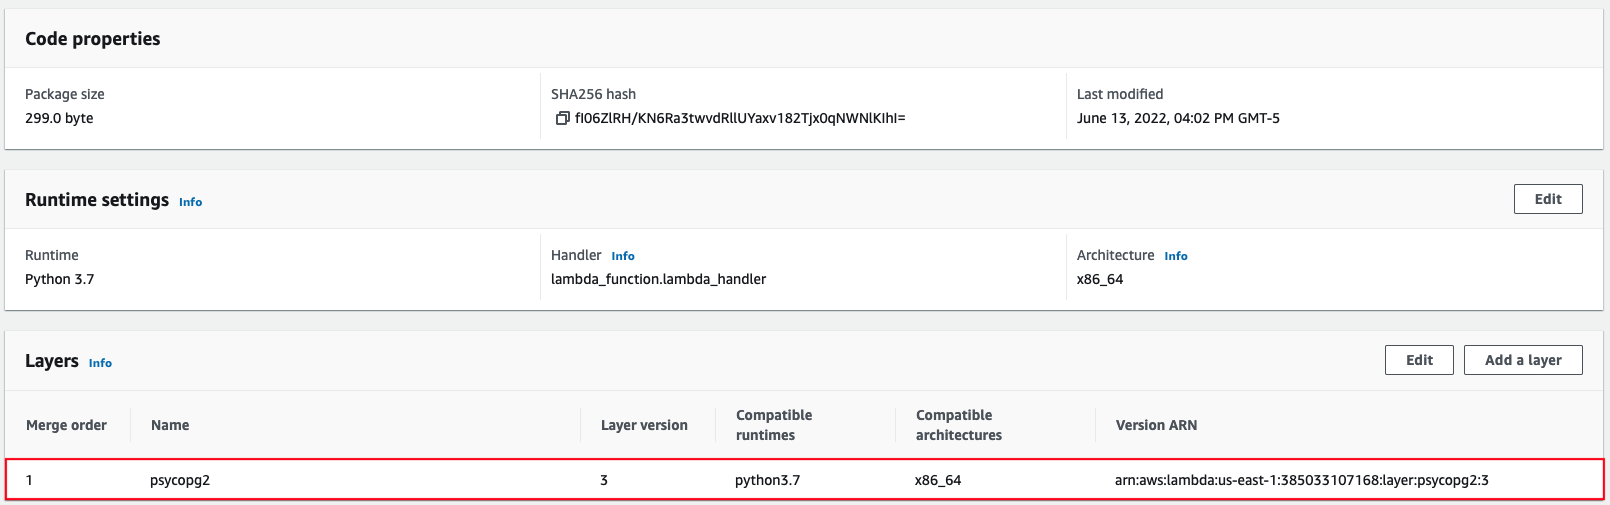 Code properties
Package size
299.0 byte
SHA256 hash
fI06ZlRH/KN6Ra3twvdRllUYaxv182Tjx0qNWNlKIhI=
Last modified
June 13, 2022, 04:02 PM GMT-5
Runtime settings Info
Edit
Runtime
Python 3.7
Handler Info
lambda_function.lambda_handler
Architecture Info
x86_64
Layers Info
Edit
Add a layer
Merge order
Name
Layer version
Compatible
runtimes
Compatible
architectures
Version ARN
1
psycopg2
3
python3.7
x86_64
arn:aws:lambda:us-east-1:385033107168:layer:psycopg2:3